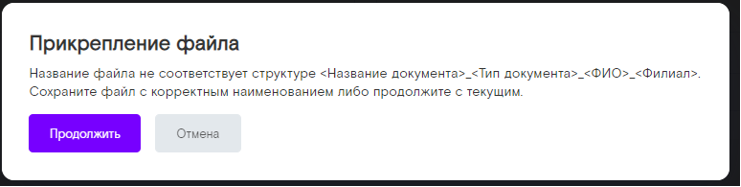 Прикрепление файла
Название файла не соответствует структуре <Название документа>_<Тип документа>_<ФИО>_<Филиал>.
Сохраните файл с корректным наименованием либо продолжите с текущим.
Продолжить Отмена